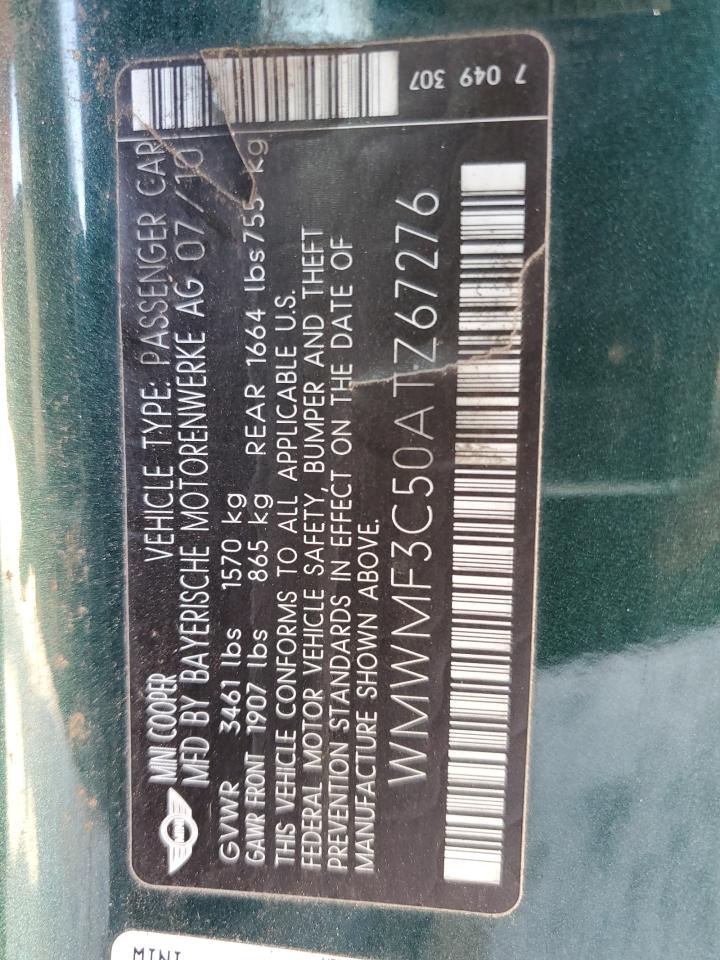 MINI COOPER VEHICLE TYPE: PASSENGER CAR
MFD BY BAYERISCHE MOTORENWERKE AG 07/10
GVWR 3461 lbs 1570 kg
GAWR FRONT 1907 lbs 865 kg REAR 1664 lbs 755 kg
THIS VEHICLE CONFORMS TO ALL APPLICABLE U.S.
FEDERAL MOTOR VEHICLE SAFETY, BUMPER AND THEFT
PREVENTION STANDARDS IN EFFECT ON THE DATE OF
MANUFACTURE SHOWN ABOVE.
WMWMF3C50ATZ67276
7 049 307
MINI